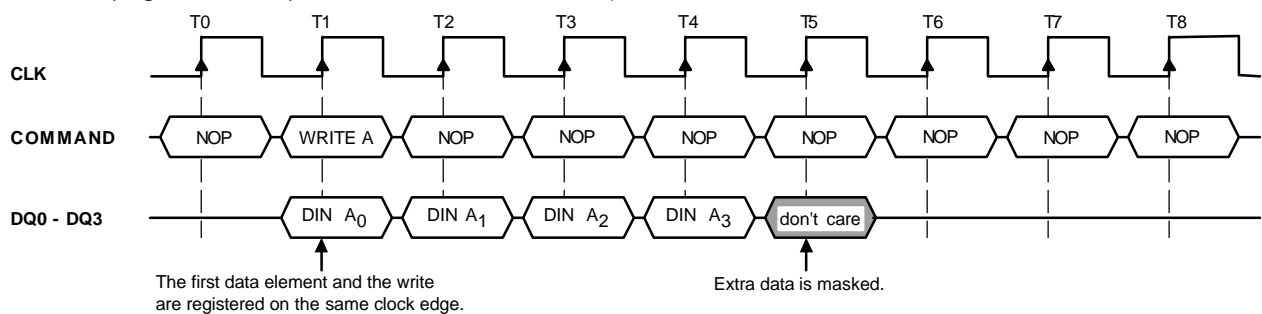 T0 T1 T2 T3 T4 T5 T6 T7 T8
CLK
COMMAND NOP WRITE A NOP NOP NOP NOP NOP NOP NOP
DQ0 - DQ3 DIN A0 DIN A1 DIN A2 DIN A3 don't care
The first data element and the write
are registered on the same clock edge.
Extra data is masked.